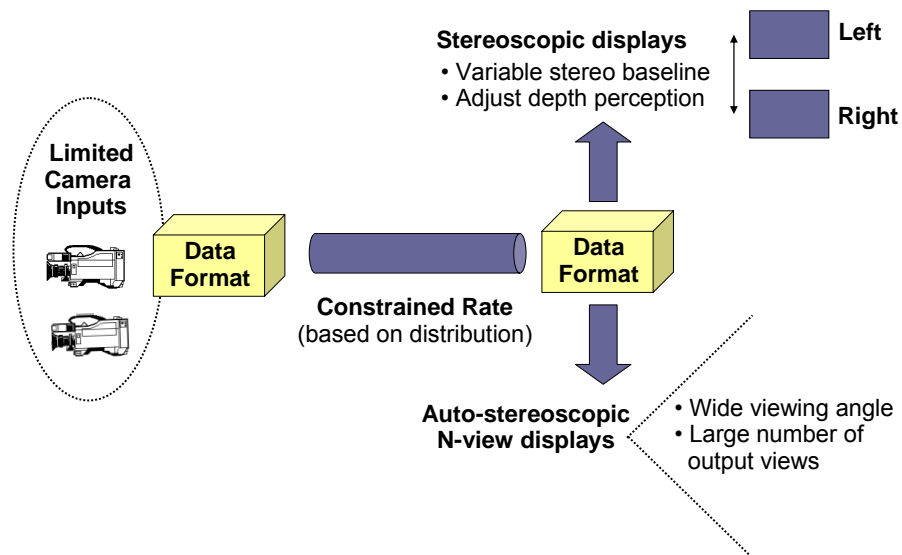 Stereoscopic displays
• Variable stereo baseline
• Adjust depth perception
Left
Right
Limited
Camera
Inputs
Data
Format
Constrained Rate
(based on distribution)
Data
Format
Auto-stereoscopic
N-view displays
• Wide viewing angle
• Large number of
output views